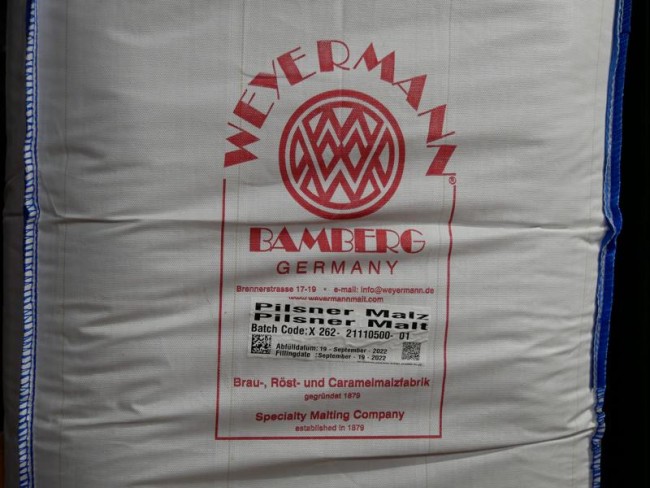 WEYERMANN®
BAMBERG
GERMANY
Brennerstrasse 17-19 • e-mail: info@weyermann.de
www.weyermannmalt.com
Pilsner Malz
Pilsner Malt
Batch Code: X 262- 21110500- 01
Abfülldatum: 19 - September - 2022
Fillingdate : September - 19 - 2022
Brau-, Röst- und Caramelmalzfabrik
gegründet 1879
Specialty Malting Company
established in 1879